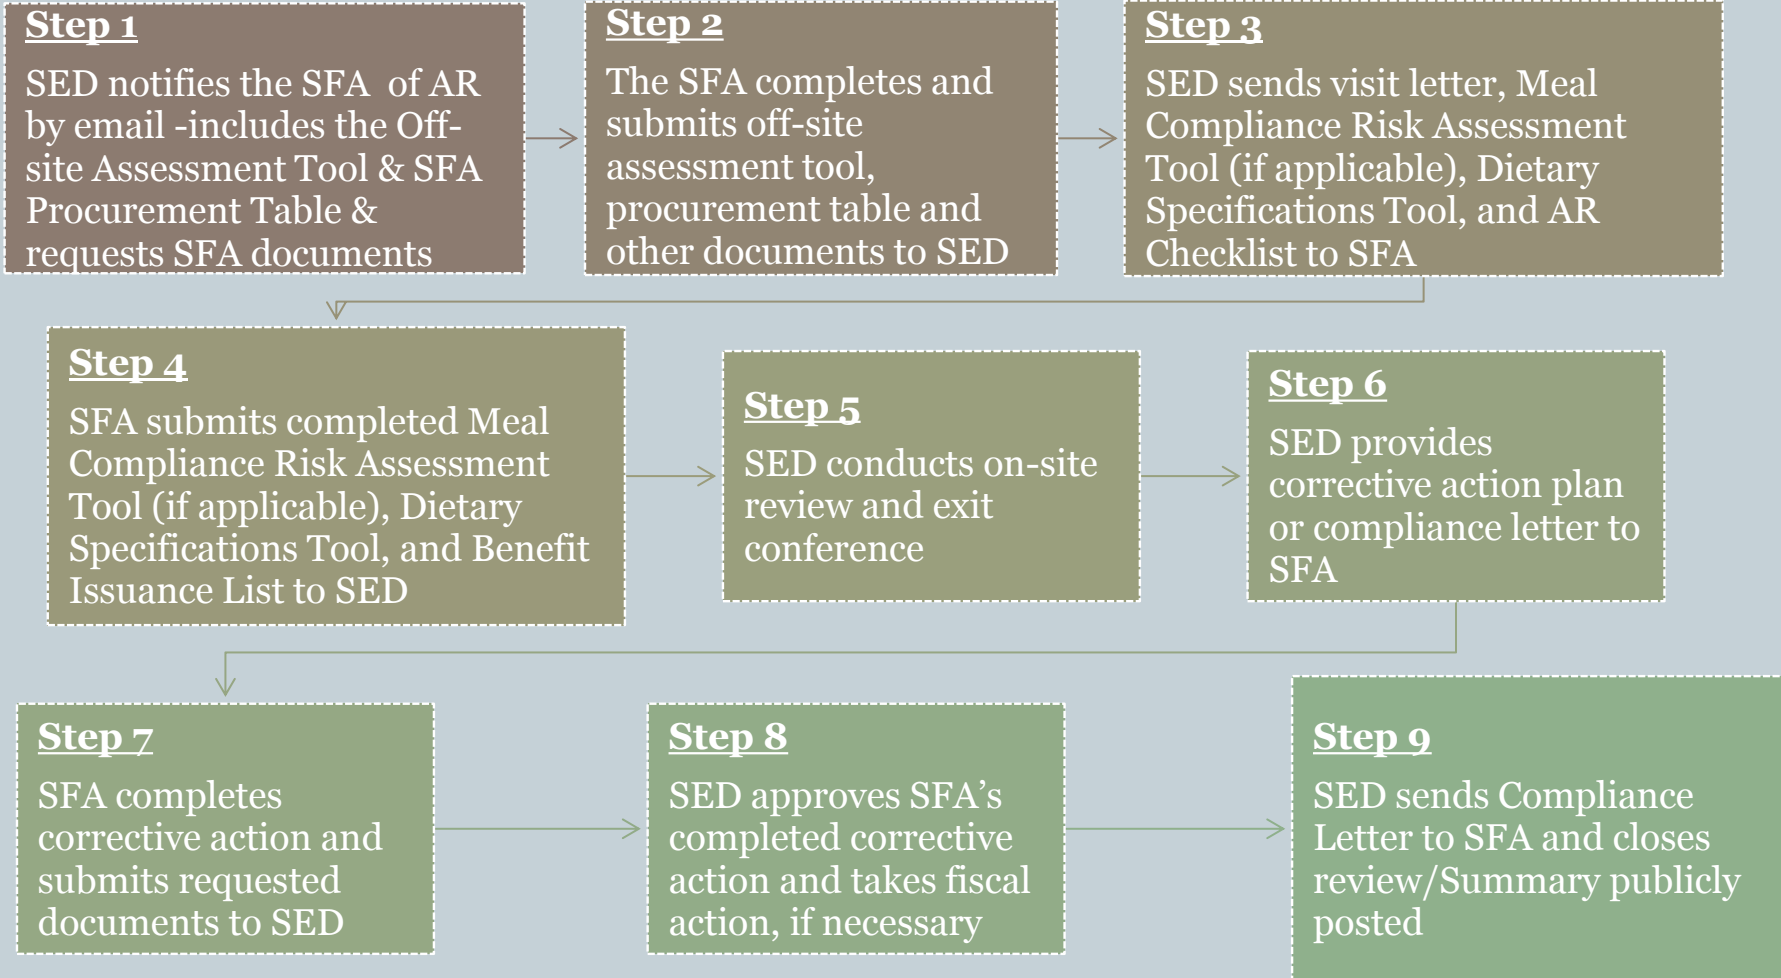 Step 1
SED notifies the SFA of AR
by email -includes the Off-
site Assessment Tool & SFA
Procurement Table &
requests SFA documents
Step 2
The SFA completes and
submits off-site
assessment tool,
procurement table and
other documents to SED
Step 3
SED sends visit letter, Meal
Compliance Risk Assessment
Tool (if applicable), Dietary
Specifications Tool, and AR
Checklist to SFA
Step 4
SFA submits completed Meal
Compliance Risk Assessment
Tool (if applicable), Dietary
Specifications Tool, and Benefit
Issuance List to SED
Step 5
SED conducts on-site
review and exit
conference
Step 6
SED provides
corrective action plan
or compliance letter to
SFA
Step 7
SFA completes
corrective action and
submits requested
documents to SED
Step 8
SED approves SFA’s
completed corrective
action and takes fiscal
action, if necessary
Step 9
SED sends Compliance
Letter to SFA and closes
review/Summary publicly
posted